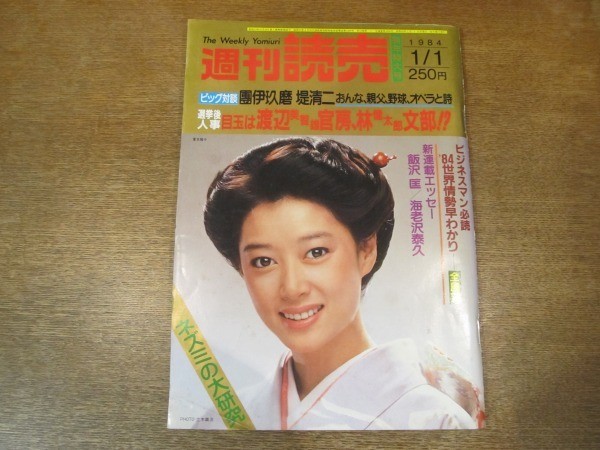 The Weekly Yomiuri
週刊読売
1984
1/1
250円
ビッグ対談 團伊玖磨 堤清二 おんな、親父、野球、オペラと詩
選挙後人事 目玉は渡辺官房、林文部!?
ビジネスマン必読
'84世界情勢早わかり
新連載エッセー
飯沢匡/海老沢泰久
ネズミの大研究